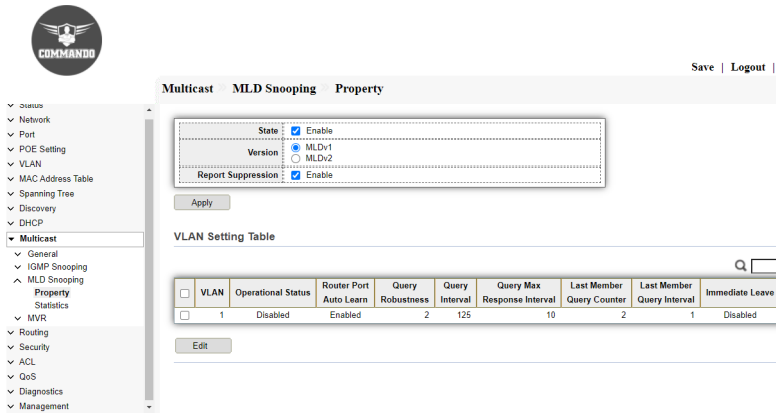 COMMANDO
Save | Logout |
Multicast MLD Snooping Property
Status
Network
Port
POE Setting
VLAN
MAC Address Table
Spanning Tree
Discovery
DHCP
Multicast
General
IGMP Snooping
MLD Snooping
Property
Statistics
MVR
Routing
Security
ACL
QoS
Diagnostics
Management
State Enable
Version MLDv1
MLDv2
Report Suppression Enable
Apply
VLAN Setting Table
VLAN Operational Status Router Port Auto Learn Query Robustness Query Interval Query Max Response Interval Last Member Query Counter Last Member Query Interval Immediate Leave
1 Disabled Enabled 2 125 10 2 1 Disabled
Edit